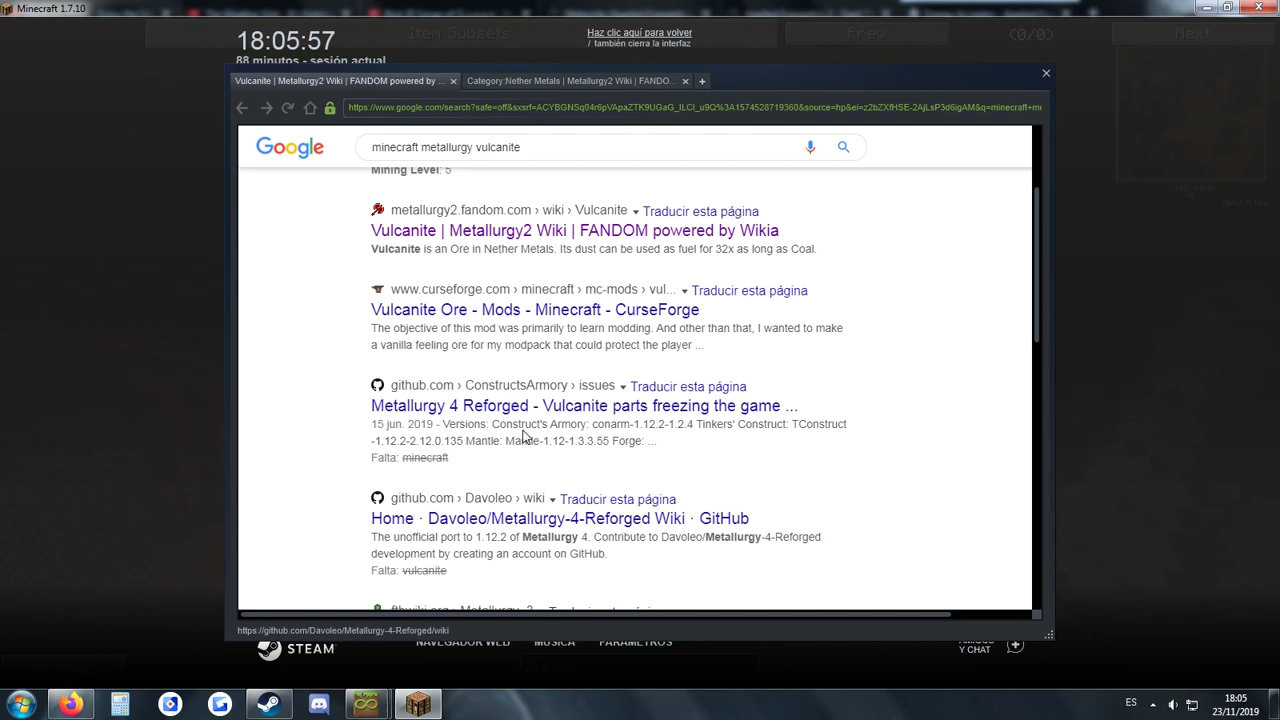 Minecraft 1.7.10
Item Subsets
Prev
(0/0)
Next
18:05:57
88 minutos - sesión actual
Haz clic aquí para volver
/ también cierra la interfaz
Vulcanite | Metallurgy2 Wiki | FANDOM powered by ...
Category:Nether Metals | Metallurgy2 Wiki | FANDO...
https://www.google.com/search?safe=off&sxsrf=ACYBGNSq04r6pVApaZTK9UGaG_ILCI_u9Q%3A1574528719360&source=hp&ei=z2bZXfHSE-2AjLsP3d6igAM&q=minecraft+me
Google
minecraft metallurgy vulcanite
Mining Level: 5
metallurgy2.fandom.com › wiki › Vulcanite
Traducir esta página
Vulcanite | Metallurgy2 Wiki | FANDOM powered by Wikia
Vulcanite is an Ore in Nether Metals. Its dust can be used as fuel for 32x as long as Coal.
www.curseforge.com › minecraft › mc-mods › vul...
Traducir esta página
Vulcanite Ore - Mods - Minecraft - CurseForge
The objective of this mod was primarily to learn modding. And other than that, I wanted to make
a vanilla feeling ore for my modpack that could protect the player ...
github.com › ConstructsArmory › issues
Traducir esta página
Metallurgy 4 Reforged - Vulcanite parts freezing the game ...
15 jun. 2019 - Versions: Construct's Armory: conarm-1.12.2-1.2.4 Tinkers' Construct: TConstruct
-1.12.2-2.12.0.135 Mantle: Mantle-1.12-1.3.3.55 Forge: ...
Falta: minecraft
github.com › Davoleo › wiki
Traducir esta página
Home · Davoleo/Metallurgy-4-Reforged Wiki · GitHub
The unofficial port to 1.12.2 of Metallurgy 4. Contribute to Davoleo/Metallurgy-4-Reforged
development by creating an account on GitHub.
Falta: vulcanite
https://github.com/Davoleo/Metallurgy-4-Reforged/wiki
STEAM
NAVEGADOR WEB
MÚSICA
PARÁMETROS
AMIGOS
Y CHAT
ES
18:05
23/11/2019